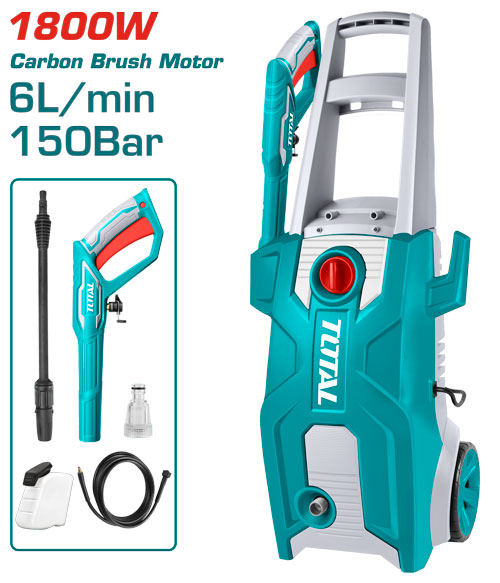 1800W
Carbon Brush Motor
6L/min
150Bar
TOTAL
TOTAL
TOTAL